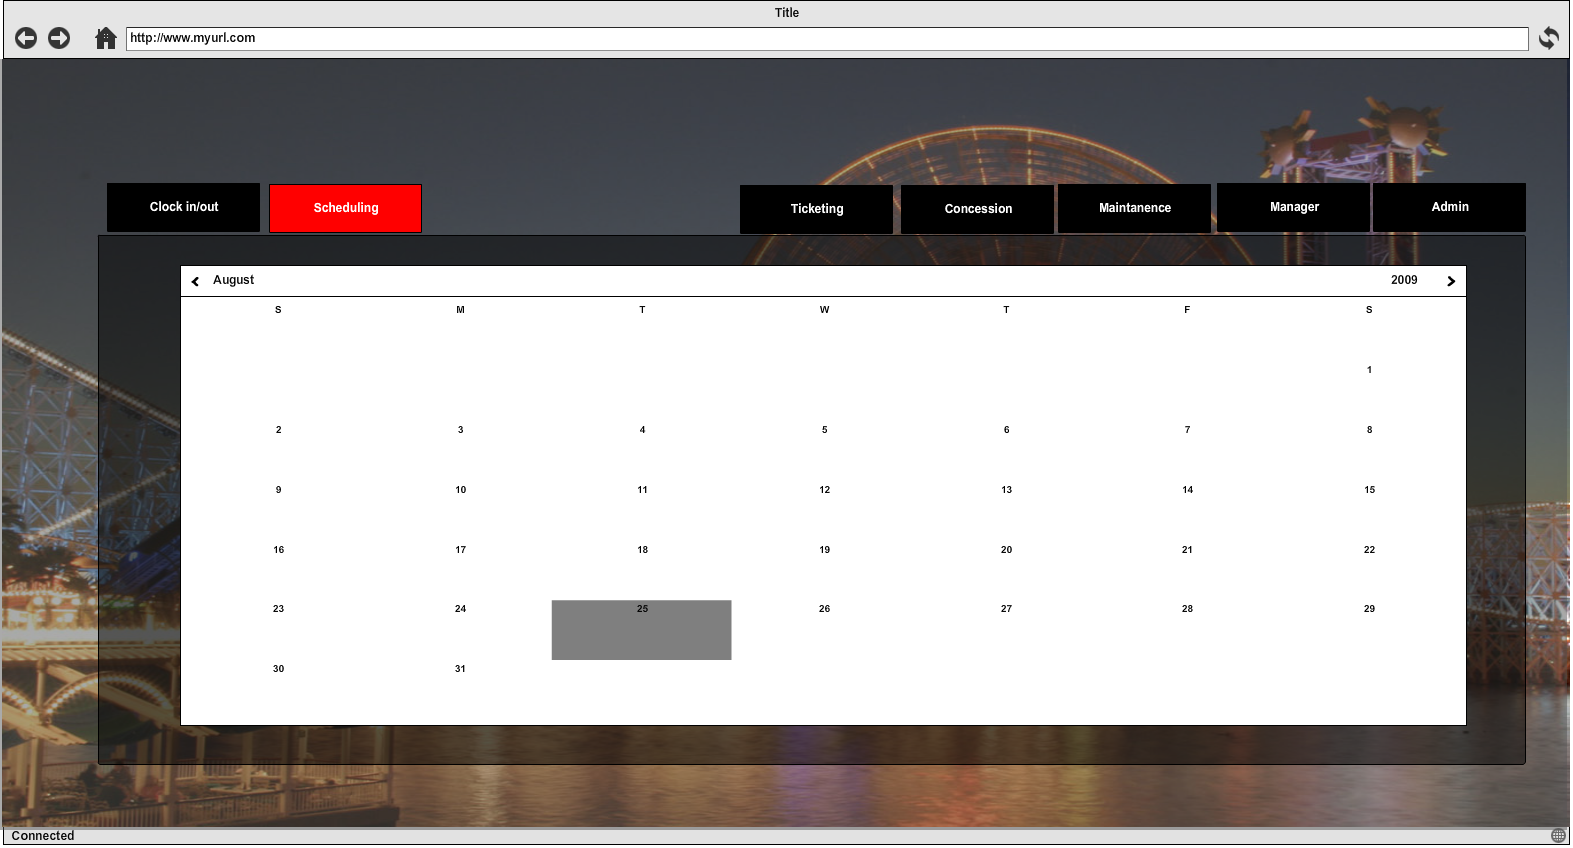 Title
http://www.myurl.com
Clock in/out Scheduling Ticketing Concession Maintanence Manager Admin
August 2009
S M T W T F S
1
2 3 4 5 6 7 8
9 10 11 12 13 14 15
16 17 18 19 20 21 22
23 24 25 26 27 28 29
30 31
Connected